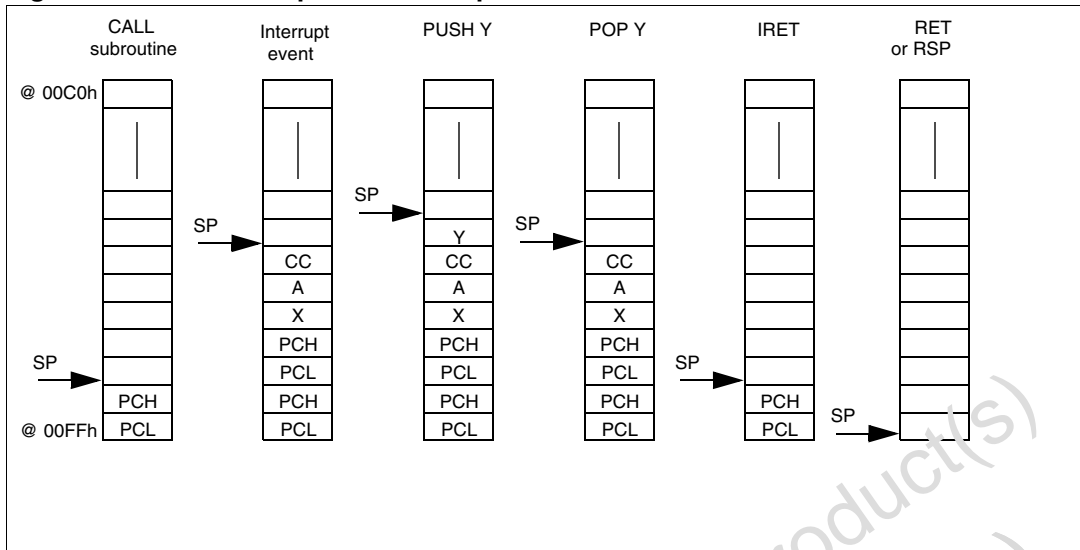 CALL
subroutine
Interrupt
event
PUSH Y
POP Y
IRET
RET
or RSP
@ 00C0h
SP
SP
SP
Y
CC
CC
CC
A
A
A
X
X
X
PCH
PCH
PCH
SP
SP
PCL
PCL
PCL
PCH
PCH
PCH
PCH
PCH
SP
@ 00FFh
PCL
PCL
PCL
PCL
PCL
roduct(s)